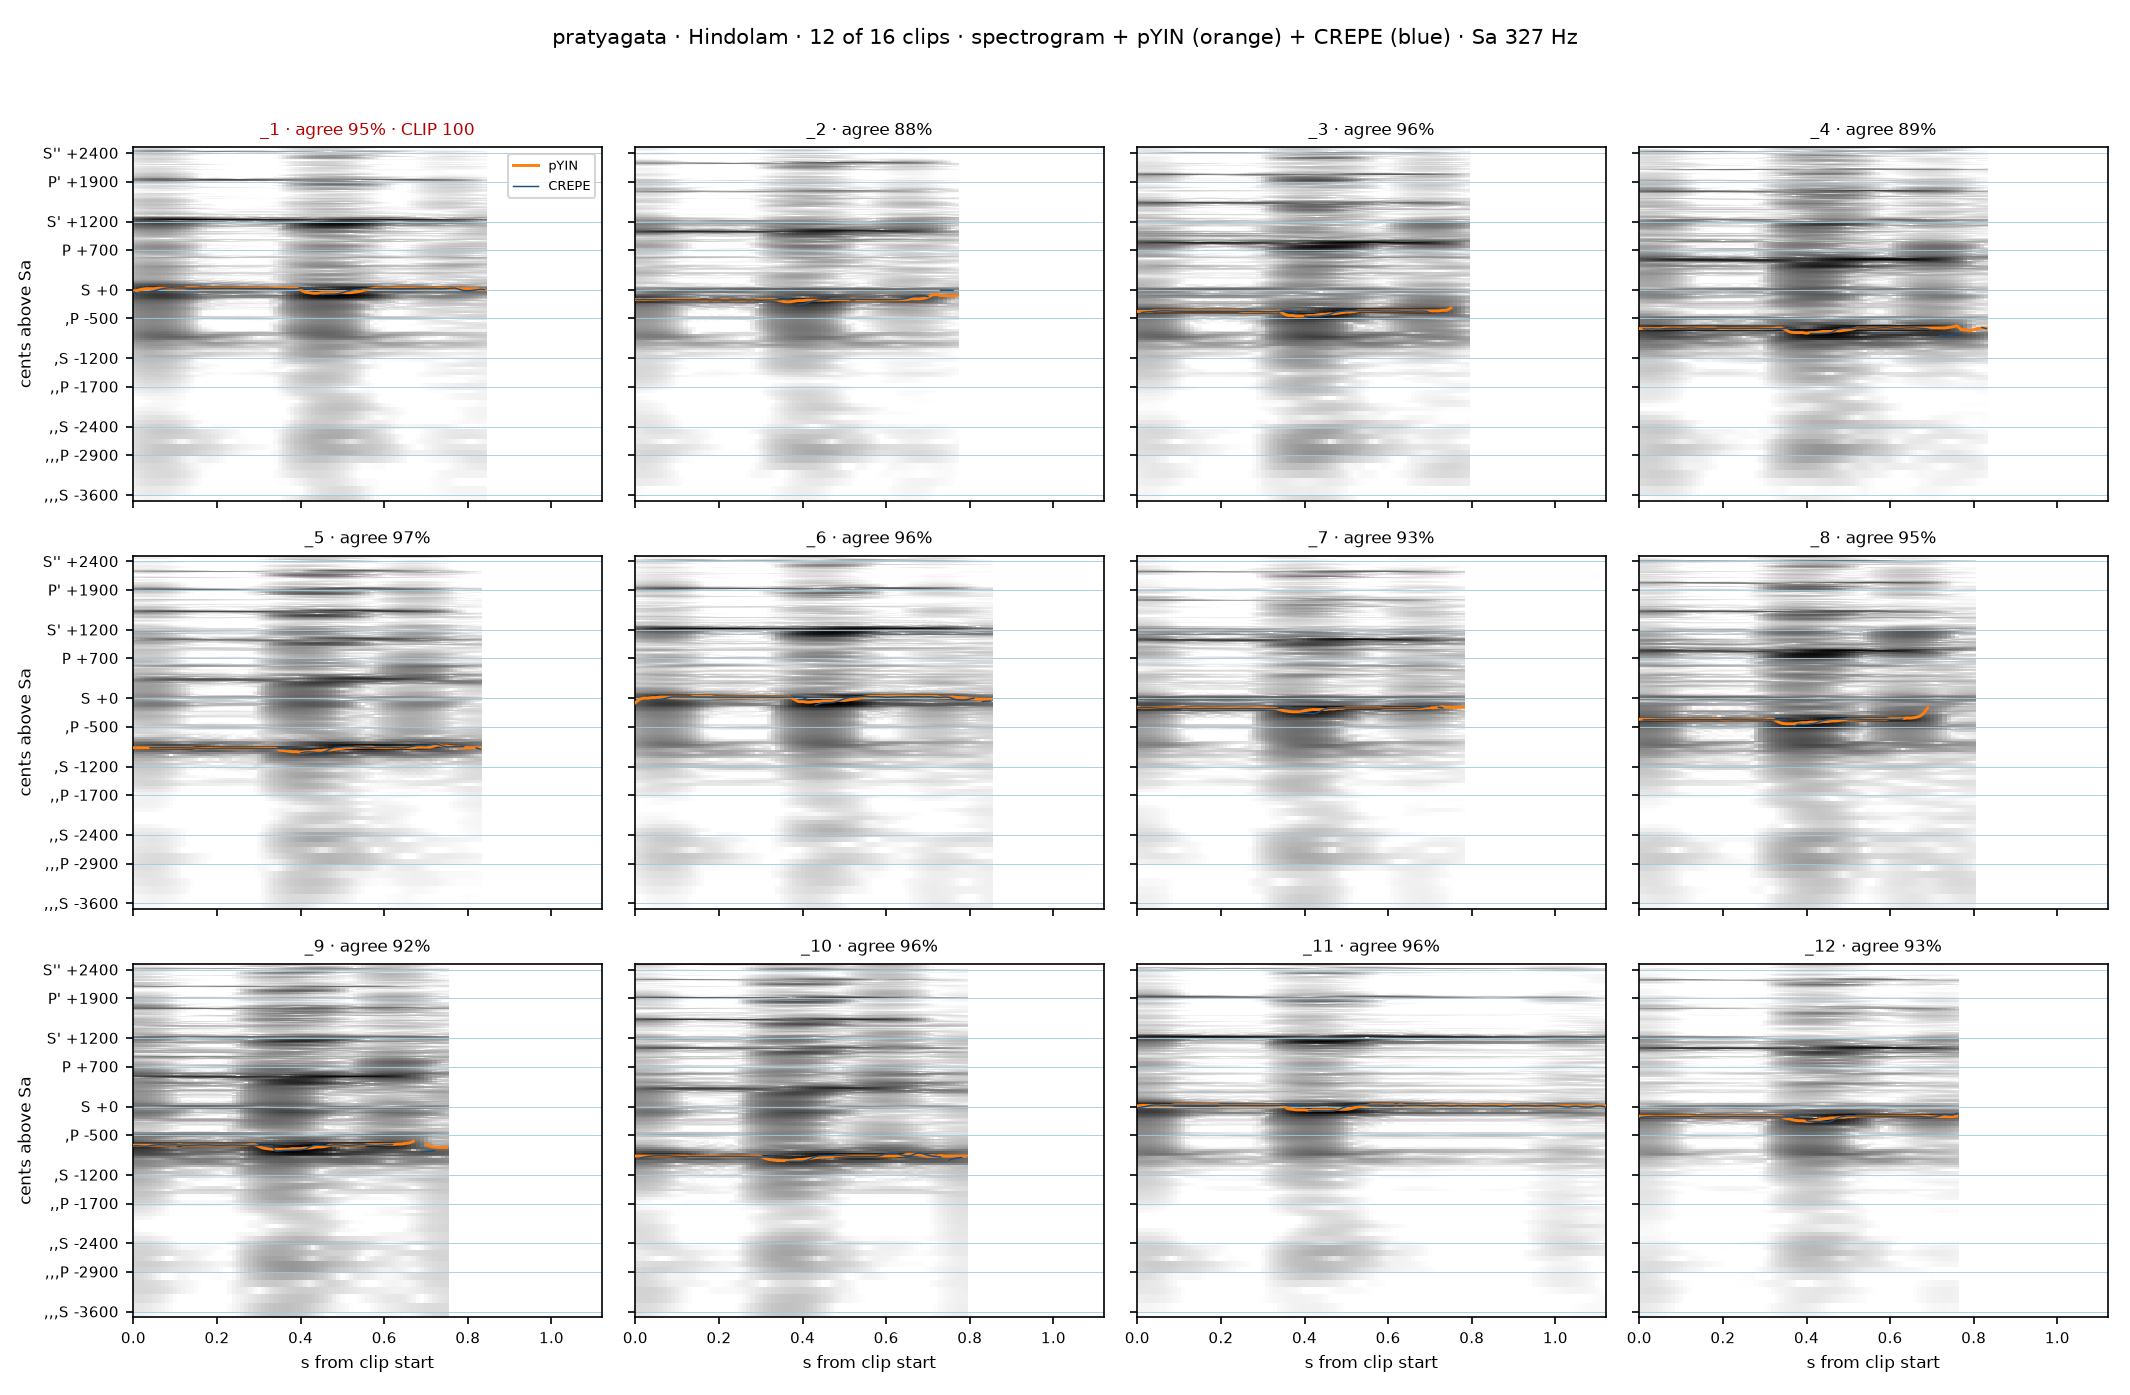 pratyagata · Hindolam · 12 of 16 clips · spectrogram + pYIN (orange) + CREPE (blue) · Sa 327 Hz
_1 · agree 95% · CLIP 100
_2 · agree 88%
_3 · agree 96%
_4 · agree 89%
pYIN
CREPE
cents above Sa
S'' +2400
P' +1900
S' +1200
P +700
S +0
,P -500
,S -1200
,,P -1700
,,S -2400
,,,P -2900
,,,S -3600
_5 · agree 97%
_6 · agree 96%
_7 · agree 93%
_8 · agree 95%
cents above Sa
S'' +2400
P' +1900
S' +1200
P +700
S +0
,P -500
,S -1200
,,P -1700
,,S -2400
,,,P -2900
,,,S -3600
_9 · agree 92%
_10 · agree 96%
_11 · agree 96%
_12 · agree 93%
cents above Sa
S'' +2400
P' +1900
S' +1200
P +700
S +0
,P -500
,S -1200
,,P -1700
,,S -2400
,,,P -2900
,,,S -3600
0.0 0.2 0.4 0.6 0.8 1.0
0.0 0.2 0.4 0.6 0.8 1.0
0.0 0.2 0.4 0.6 0.8 1.0
0.0 0.2 0.4 0.6 0.8 1.0
s from clip start
s from clip start
s from clip start
s from clip start